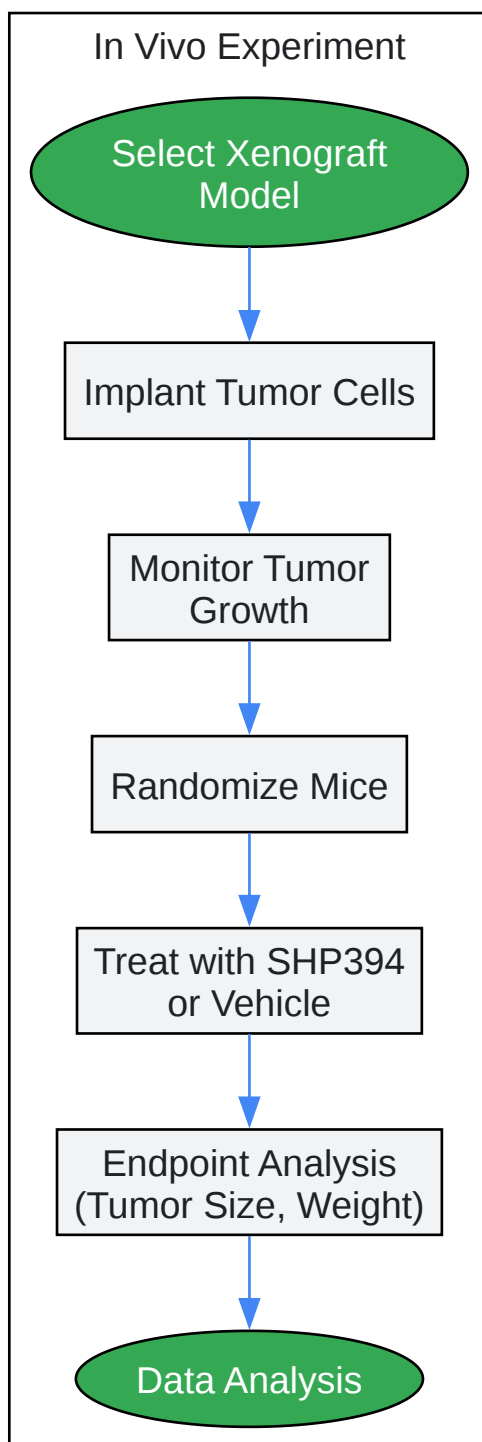 In Vivo Experiment
Select Xenograft
Model
Implant Tumor Cells
Monitor Tumor
Growth
Randomize Mice
Treat with SHP394
or Vehicle
Endpoint Analysis
(Tumor Size, Weight)
Data Analysis